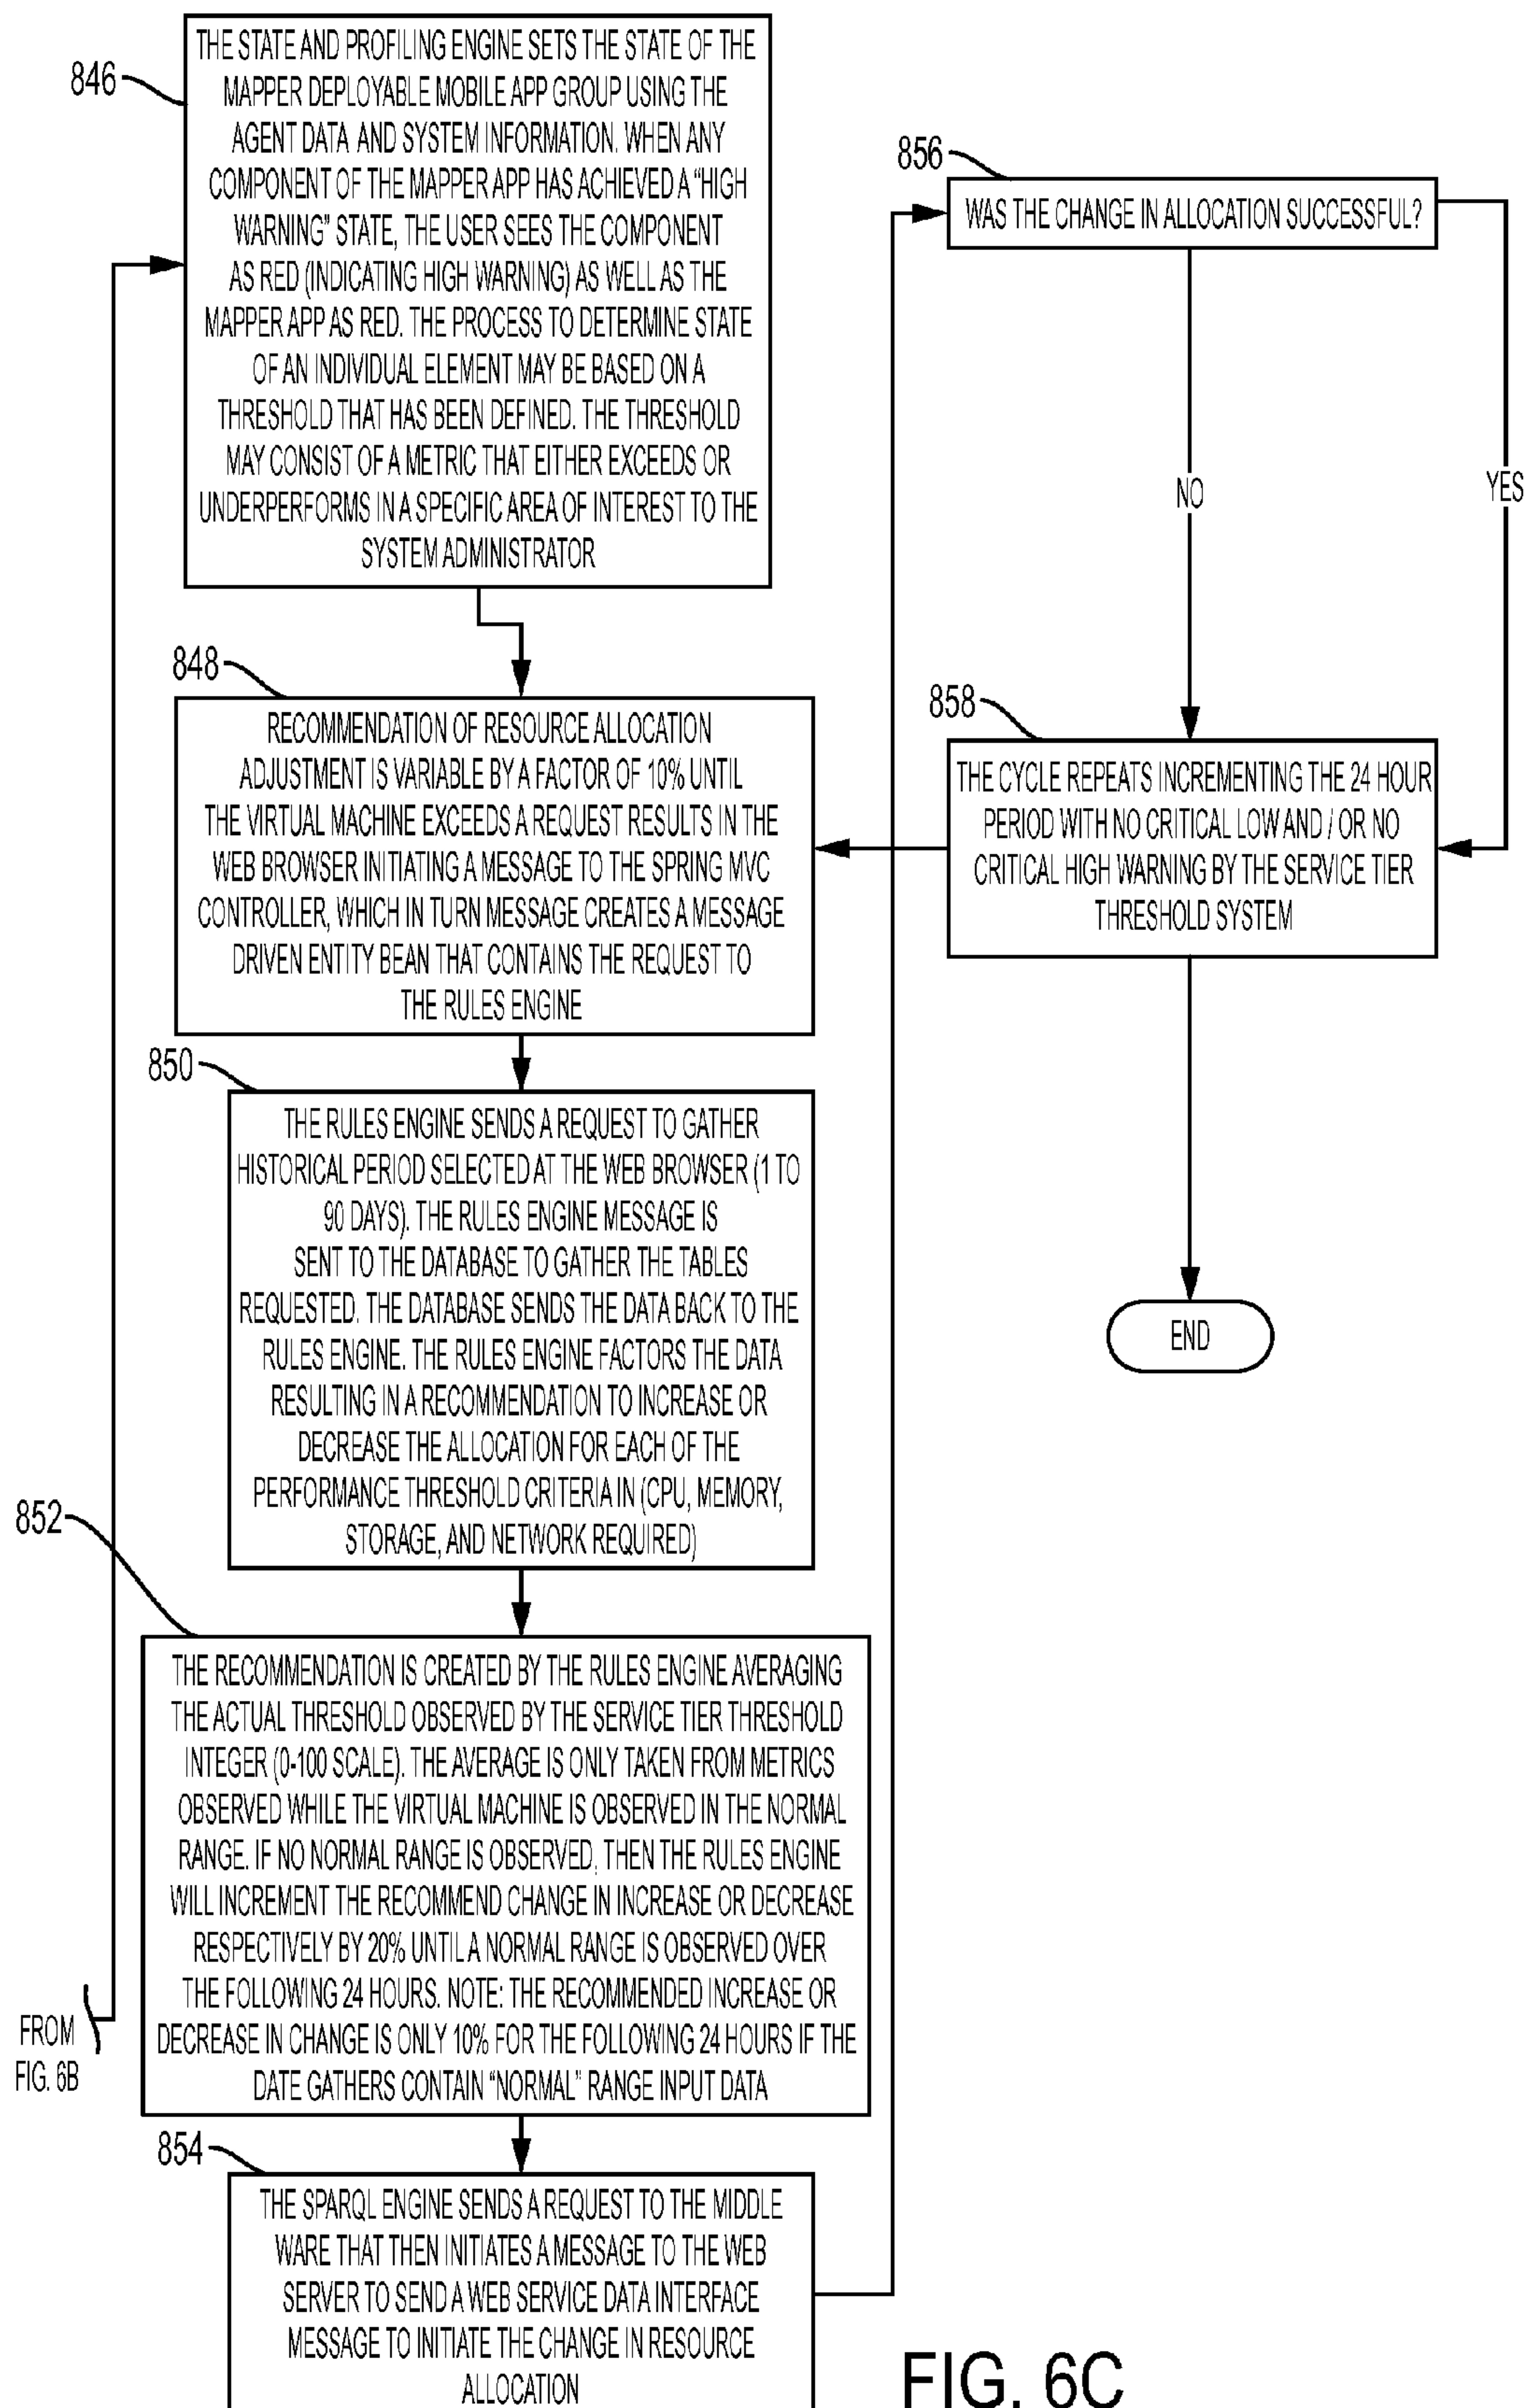 846
THE STATE AND PROFILING ENGINE SETS THE STATE OF THE
MAPPER DEPLOYABLE MOBILE APP GROUP USING THE
AGENT DATA AND SYSTEM INFORMATION. WHEN ANY
COMPONENT OF THE MAPPER APP HAS ACHIEVED A “HIGH
WARNING” STATE, THE USER SEES THE COMPONENT
AS RED (INDICATING HIGH WARNING) AS WELL AS THE
MAPPER APP AS RED. THE PROCESS TO DETERMINE STATE
OF AN INDIVIDUAL ELEMENT MAY BE BASED ON A
THRESHOLD THAT HAS BEEN DEFINED. THE THRESHOLD
MAY CONSIST OF A METRIC THAT EITHER EXCEEDS OR
UNDERPERFORMS IN A SPECIFIC AREA OF INTEREST TO THE
SYSTEM ADMINISTRATOR
848
RECOMMENDATION OF RESOURCE ALLOCATION
ADJUSTMENT IS VARIABLE BY A FACTOR OF 10% UNTIL
THE VIRTUAL MACHINE EXCEEDS A REQUEST RESULTS IN THE
WEB BROWSER INITIATING A MESSAGE TO THE SPRING MVC
CONTROLLER, WHICH IN TURN MESSAGE CREATES A MESSAGE
DRIVEN ENTITY BEAN THAT CONTAINS THE REQUEST TO
THE RULES ENGINE
850
THE RULES ENGINE SENDS A REQUEST TO GATHER
HISTORICAL PERIOD SELECTED AT THE WEB BROWSER (1 TO
90 DAYS). THE RULES ENGINE MESSAGE IS
SENT TO THE DATABASE TO GATHER THE TABLES
REQUESTED. THE DATABASE SENDS THE DATA BACK TO THE
RULES ENGINE. THE RULES ENGINE FACTORS THE DATA
RESULTING IN A RECOMMENDATION TO INCREASE OR
DECREASE THE ALLOCATION FOR EACH OF THE
PERFORMANCE THRESHOLD CRITERIA IN (CPU, MEMORY,
STORAGE, AND NETWORK REQUIRED)
852
THE RECOMMENDATION IS CREATED BY THE RULES ENGINE AVERAGING
THE ACTUAL THRESHOLD OBSERVED BY THE SERVICE TIER THRESHOLD
INTEGER (0-100 SCALE). THE AVERAGE IS ONLY TAKEN FROM METRICS
OBSERVED WHILE THE VIRTUAL MACHINE IS OBSERVED IN THE NORMAL
RANGE. IF NO NORMAL RANGE IS OBSERVED, THEN THE RULES ENGINE
WILL INCREMENT THE RECOMMEND CHANGE IN INCREASE OR DECREASE
RESPECTIVELY BY 20% UNTIL A NORMAL RANGE IS OBSERVED OVER
THE FOLLOWING 24 HOURS. NOTE: THE RECOMMENDED INCREASE OR
DECREASE IN CHANGE IS ONLY 10% FOR THE FOLLOWING 24 HOURS IF THE
DATE GATHERS CONTAIN “NORMAL” RANGE INPUT DATA
FROM
FIG. 6B
854
THE SPARQL ENGINE SENDS A REQUEST TO THE MIDDLE
WARE THAT THEN INITIATES A MESSAGE TO THE WEB
SERVER TO SEND A WEB SERVICE DATA INTERFACE
MESSAGE TO INITIATE THE CHANGE IN RESOURCE
ALLOCATION
856
WAS THE CHANGE IN ALLOCATION SUCCESSFUL?
NO
YES
858
THE CYCLE REPEATS INCREMENTING THE 24 HOUR
PERIOD WITH NO CRITICAL LOW AND / OR NO
CRITICAL HIGH WARNING BY THE SERVICE TIER
THRESHOLD SYSTEM
END
FIG. 6C